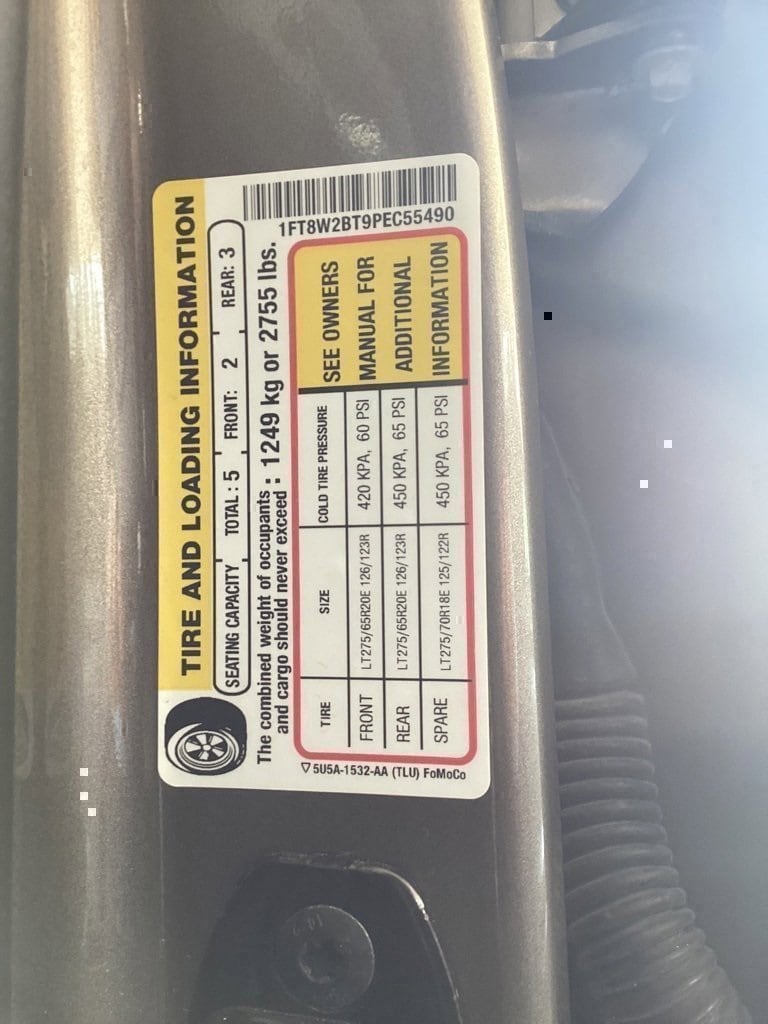 TIRE AND LOADING INFORMATION
SEATING CAPACITY TOTAL : 5 FRONT: 2 REAR: 3
The combined weight of occupants
and cargo should never exceed : 1249 kg or 2755 lbs.
TIRE SIZE COLD TIRE PRESSURE
FRONT LT275/65R20E 126/123R 420 KPA, 60 PSI
REAR LT275/65R20E 126/123R 450 KPA, 65 PSI
SPARE LT275/70R18E 125/122R 450 KPA, 65 PSI
SEE OWNERS
MANUAL FOR
ADDITIONAL
INFORMATION
5U5A-1532-AA (TLU) FoMoCo
1FT8W2BT9PEC55490